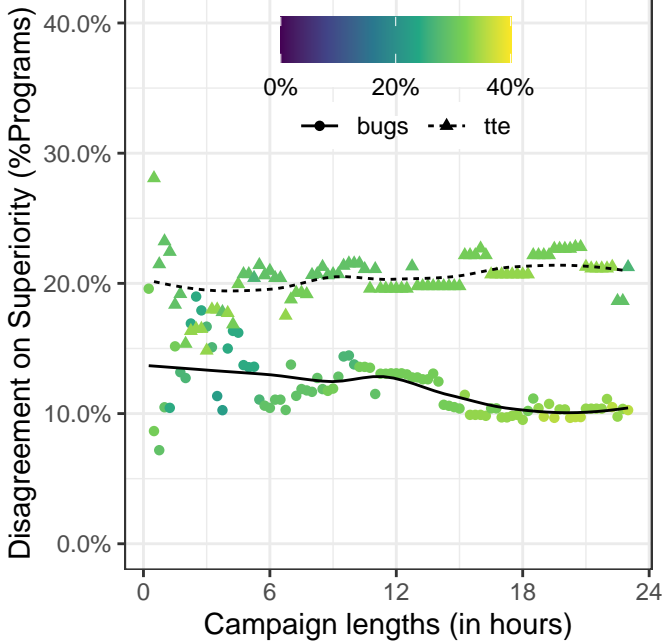 Disagreement on Superiority (%Programs)
40.0%
30.0%
20.0%
10.0%
0.0%
0% 20% 40%
bugs tte
0 6 12 18 24
Campaign lengths (in hours)